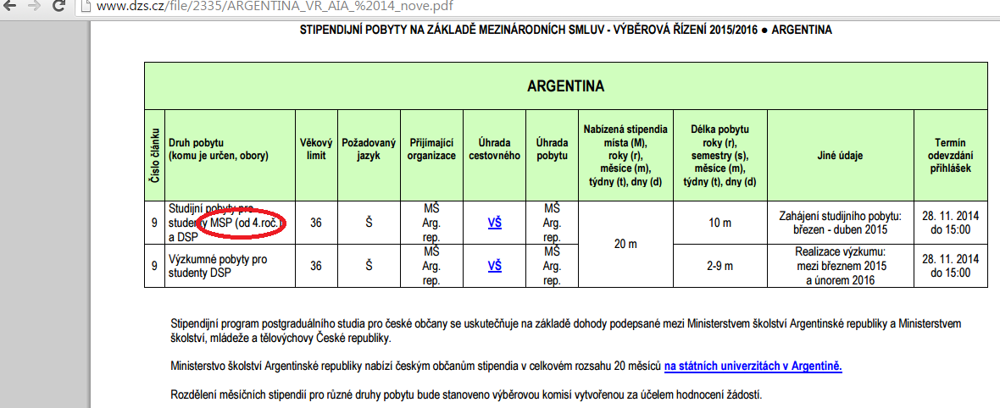 www.dzs.cz/file/2335/ARGENTINA_VR_AIA_%2014_nove.pdf
STIPENDIJNÍ POBYTY NA ZÁKLADĚ MEZINÁRODNÍCH SMLUV - VÝBĚROVÁ ŘÍZENÍ 2015/2016 ● ARGENTINA
ARGENTINA
Číslo článku
Druh pobytu
(komu je určen, obory)
Věkový
limit
Požadovaný
jazyk
Přijímající
organizace
Úhrada
cestovného
Úhrada
pobytu
Nabízená stipendia
místa (M),
roky (r),
měsíce (m),
týdny (t), dny (d)
Délka pobytu
roky (r),
semestry (s),
měsíce (m),
týdny (t), dny (d)
Jiné údaje
Termín
odevzdání
přihlášek
9
Studijní pobyty pro
studenty MSP (od 4.roč.)
a DSP
36
Š
MŠ
Arg.
rep.
VŠ
MŠ
Arg.
rep.
20 m
10 m
Zahájení studijního pobytu:
březen - duben 2015
28. 11. 2014
do 15:00
9
Výzkumné pobyty pro
studenty DSP
36
Š
MŠ
Arg.
rep.
VŠ
MŠ
Arg.
rep.
2-9 m
Realizace výzkumu:
mezi březnem 2015
a únorem 2016
28. 11. 2014
do 15:00
Stipendijní program postgraduálního studia pro české občany se uskutečňuje na základě dohody podepsané mezi Ministerstvem školství Argentinské republiky a Ministerstvem
školství, mládeže a tělovýchovy České republiky.
Ministerstvo školství Argentinské republiky nabízí českým občanům stipendia v celkovém rozsahu 20 měsíců na státních univerzitách v Argentině.
Rozdělení měsíčních stipendií pro různé druhy pobytu bude stanoveno výběrovou komisí vytvořenou za účelem hodnocení žádostí.